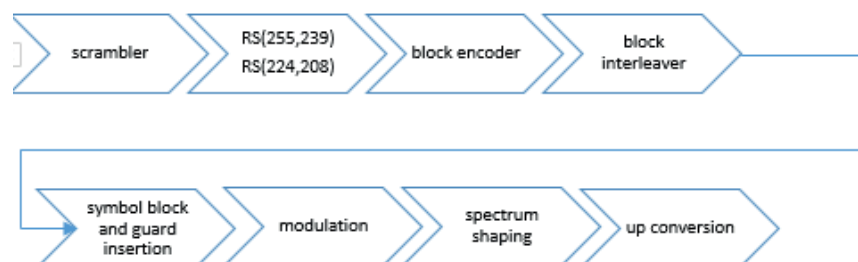 scrambler
RS(255,239)
RS(224,208)
block encoder
block
interleaver
symbol block
and guard
insertion
modulation
spectrum
shaping
up conversion